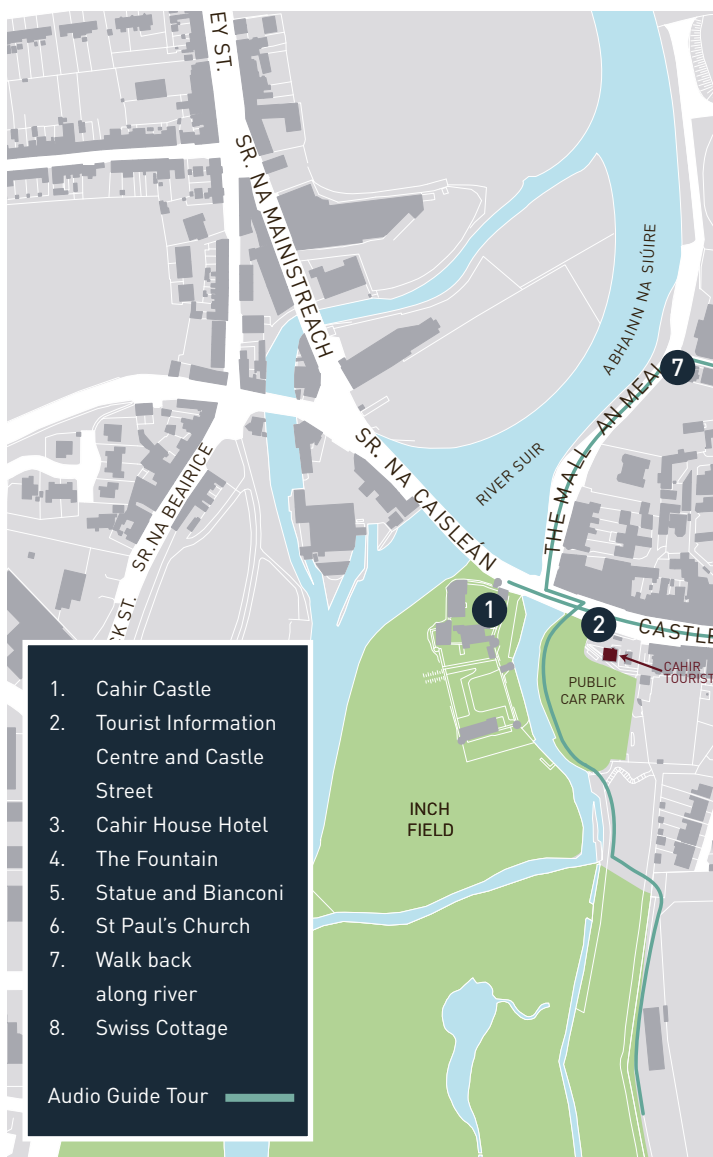 EY ST.
SR. NA MAINISTREACH
ABHAINN NA SIÚIRE
7
THE MALL AN MEAL
SR. NA CAISLEÁN
RIVER SUIR
SR.NA BEAIRICE
CK ST.
1
2
CASTLE
CAHIR
TOURIST
PUBLIC
CAR PARK
INCH
FIELD
1. Cahir Castle
2. Tourist Information
Centre and Castle
Street
3. Cahir House Hotel
4. The Fountain
5. Statue and Bianconi
6. St Paul's Church
7. Walk back
along river
8. Swiss Cottage
Audio Guide Tour